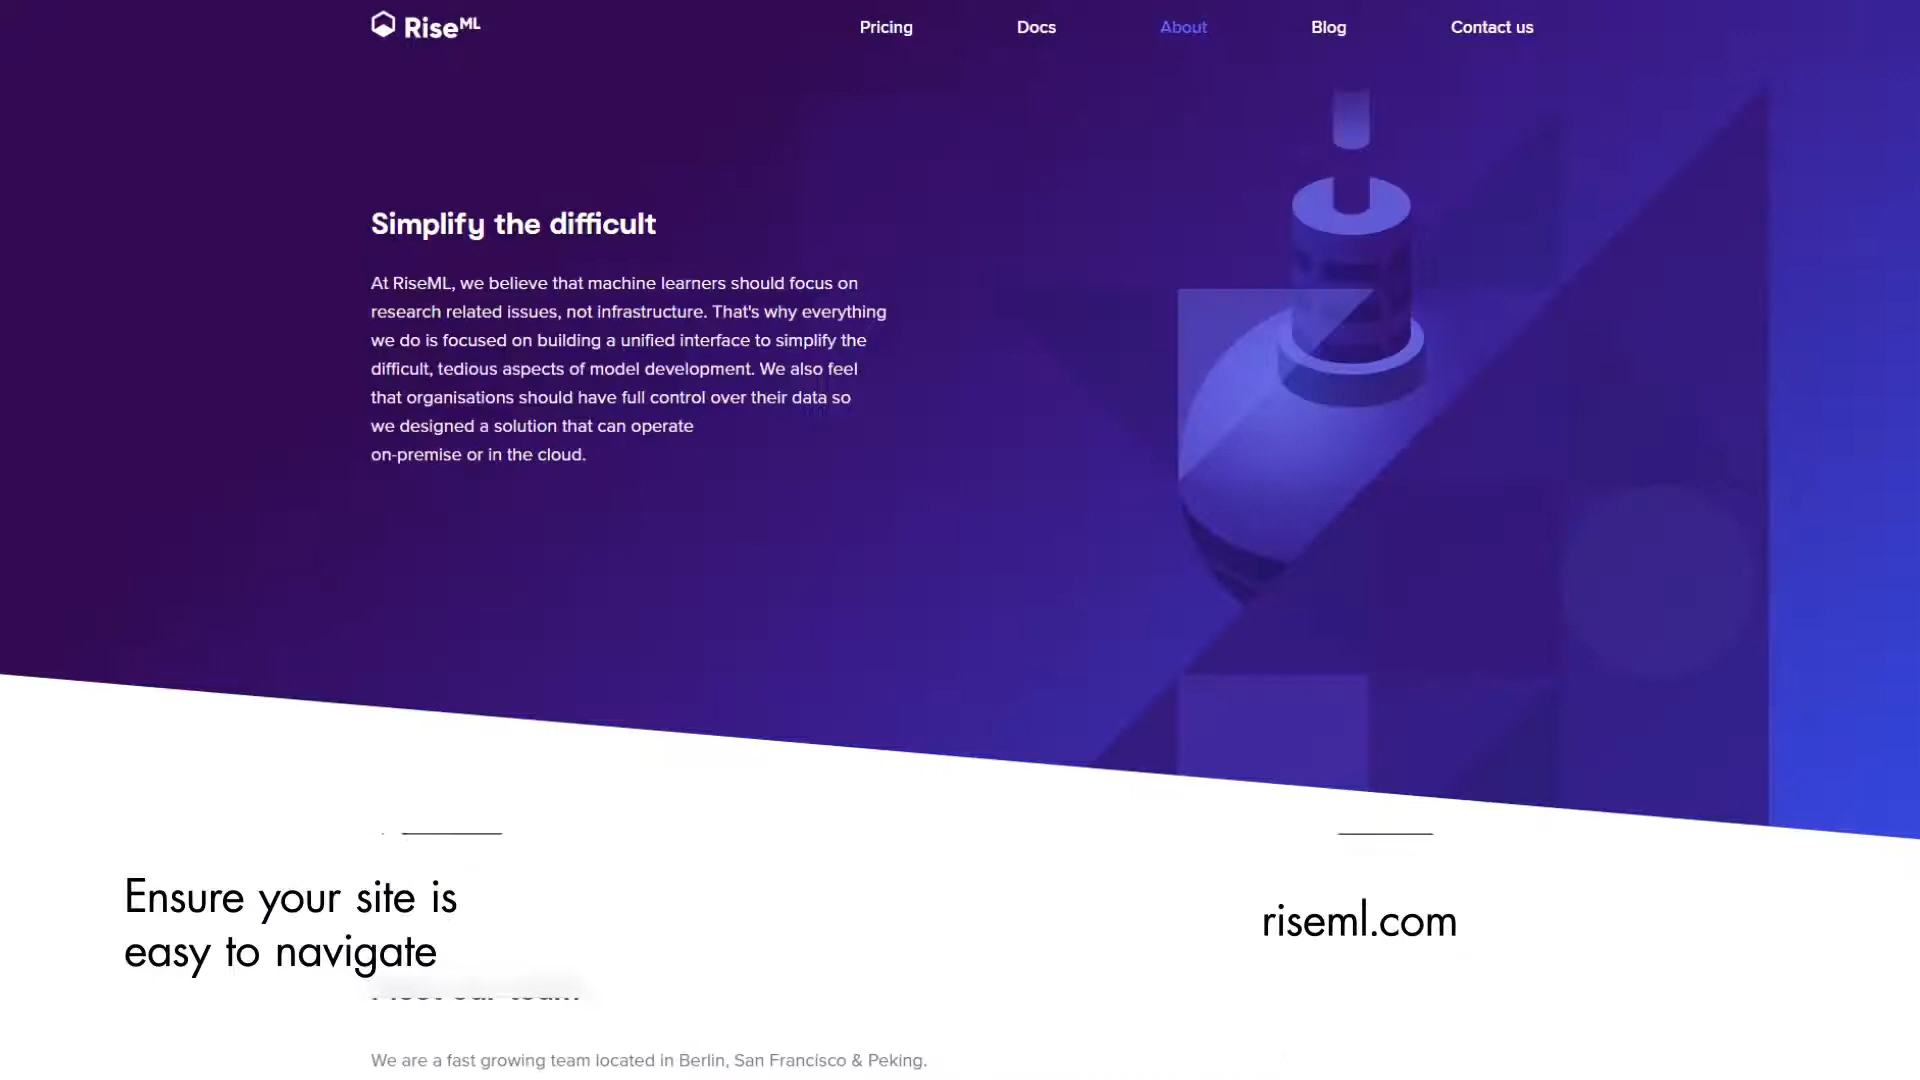 RiseML
Pricing
Docs
About
Blog
Contact us
Simplify the difficult
At RiseML, we believe that machine learners should focus on
research related issues, not infrastructure. That's why everything
we do is focused on building a unified interface to simplify the
difficult, tedious aspects of model development. We also feel
that organisations should have full control over their data so
we designed a solution that can operate
on-premise or in the cloud.
Ensure your site is
easy to navigate
riseml.com
We are a fast growing team located in Berlin, San Francisco & Peking.